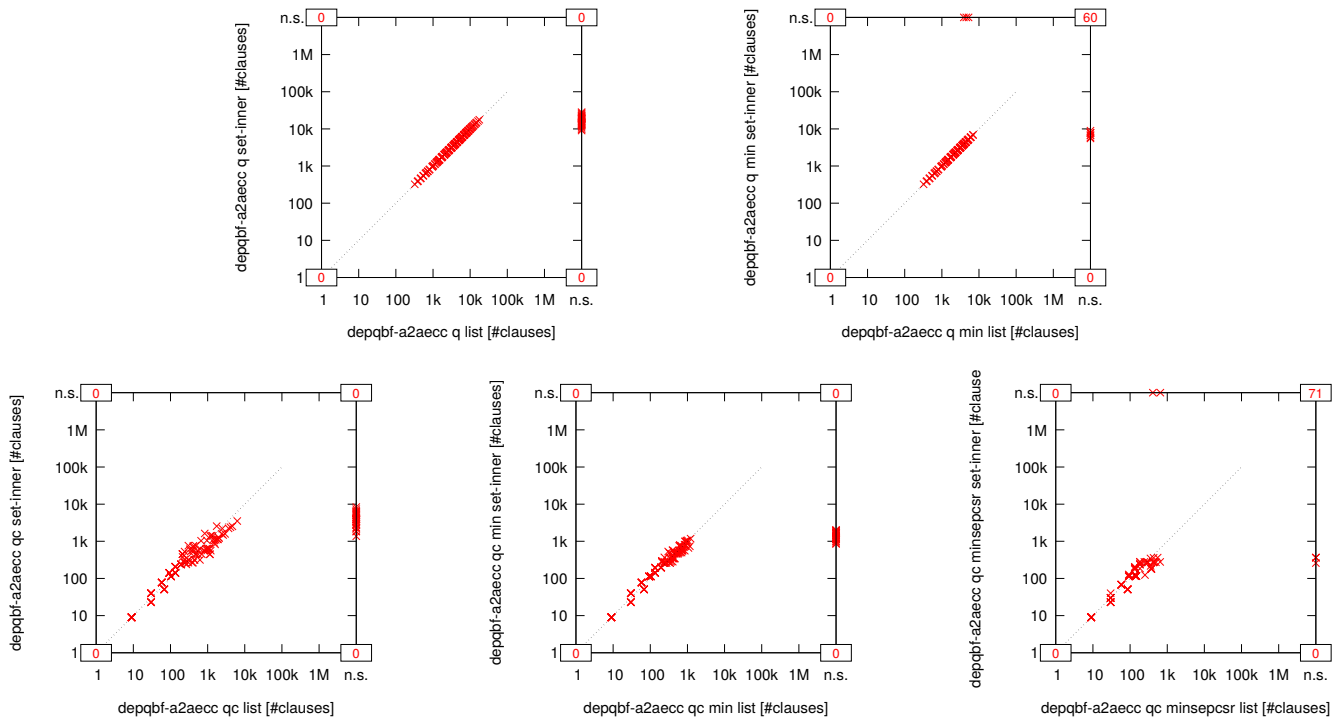 n.s. 0 0
1M
100k
10k
1k
100
10
1 0 0
1 10 100 1k 10k 100k 1M n.s.
depqbf-a2aecc q set-inner [#clauses]
depqbf-a2aecc q list [#clauses]
n.s. 0 60
1M
100k
10k
1k
100
10
1 0 0
1 10 100 1k 10k 100k 1M n.s.
depqbf-a2aecc q min set-inner [#clauses]
depqbf-a2aecc q min list [#clauses]
n.s. 0 0
1M
100k
10k
1k
100
10
1 0 0
1 10 100 1k 10k 100k 1M n.s.
depqbf-a2aecc qc set-inner [#clauses]
depqbf-a2aecc qc list [#clauses]
n.s. 0 0
1M
100k
10k
1k
100
10
1 0 0
1 10 100 1k 10k 100k 1M n.s.
depqbf-a2aecc qc min set-inner [#clauses]
depqbf-a2aecc qc min list [#clauses]
n.s. 0 71
1M
100k
10k
1k
100
10
1 0 0
1 10 100 1k 10k 100k 1M n.s.
depqbf-a2aecc qc minsepcsr set-inner [#clause
depqbf-a2aecc qc minsepcsr list [#clauses]